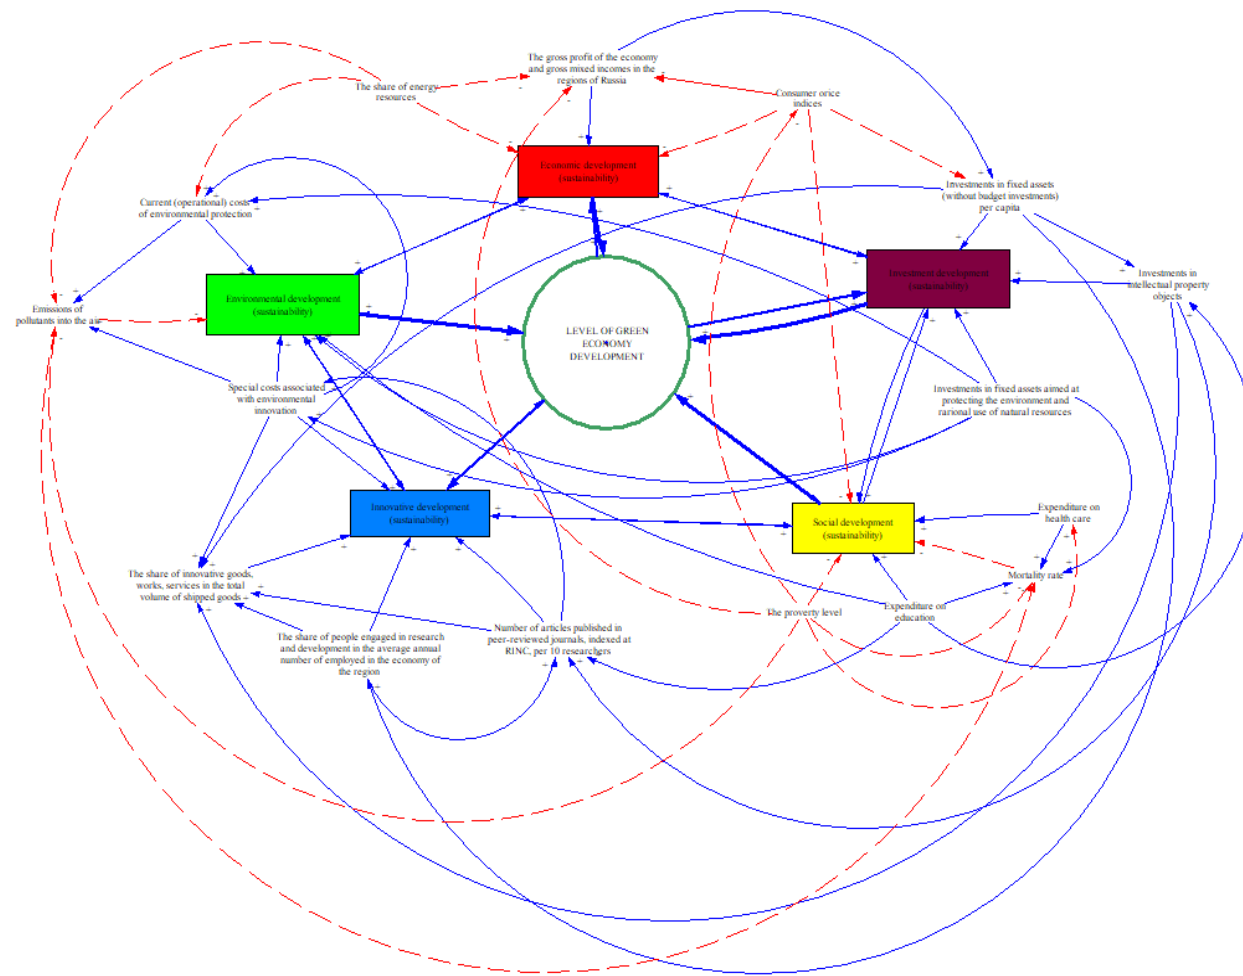 The gross profit of the economy
and gross mixed incomes in the
regions of Russia
The share of energy
resources
Consumer orice
indices
Economic development
(sustainability)
Current (operational) costs
of environmental protection
Investments in fixed assets
(without budget investments)
per capita
Investment development
(sustainability)
Investments in
intellectual property
objects
Environmental development
(sustainability)
Emissions of
pollutants into the air
LEVEL OF GREEN
ECONOMY
DEVELOPMENT
Special costs associated
with environmental
innovation
Investments in fixed assets aimed at
protecting the environment and
rarional use of natural resources
Innovative development
(sustainability)
Social development
(sustainability)
Expenditure on
health care
The share of innovative goods,
works, services in the total
volume of shipped goods
Mortality rate
The proverty level
Expenditure on
education
The share of people engaged in research
and development in the average annual
number of employed in the economy of
the region
Number of articles published in
peer-reviewed journals, indexed at
RINC, per 10 researchers